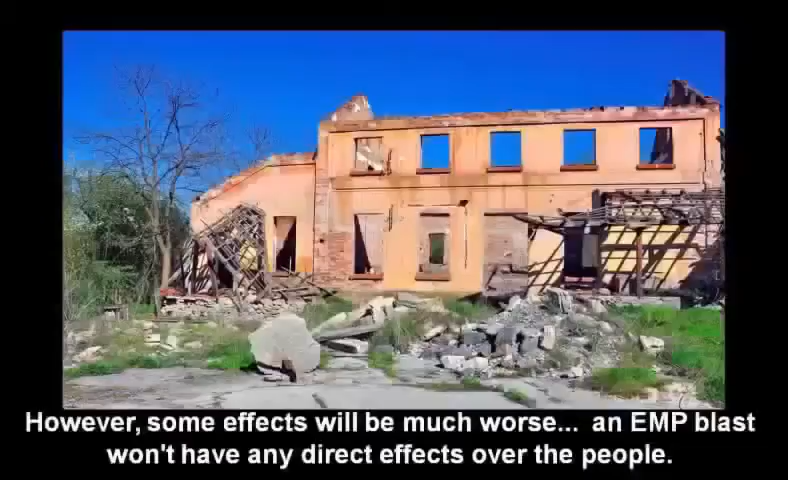 However, some effects will be much worse...  an EMP blast
won't have any direct effects over the people.